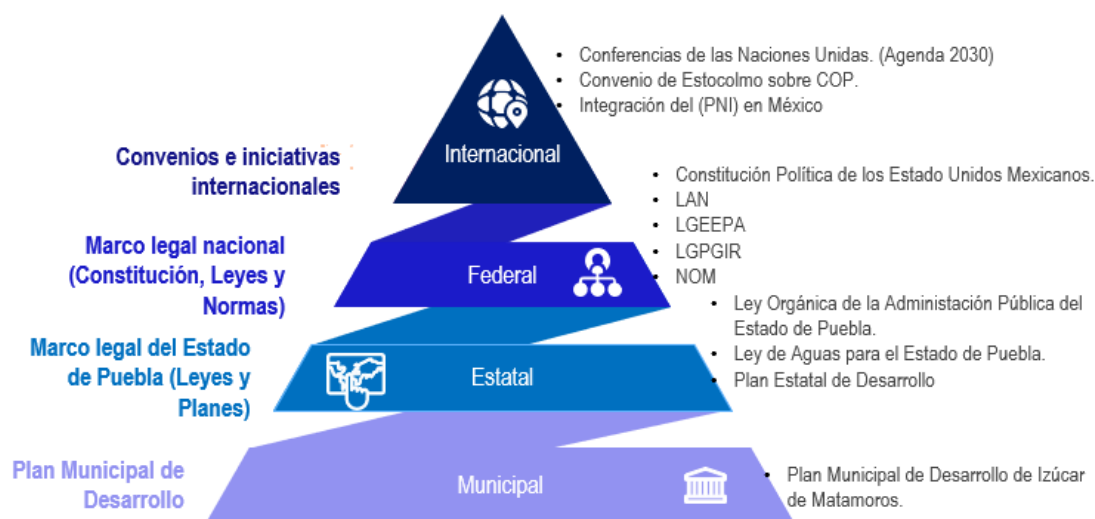 • Conferencias de las Naciones Unidas. (Agenda 2030)
• Convenio de Estocolmo sobre COP.
• Integración del (PNI) en México
Internacional
Convenios e iniciativas
internacionales
• Constitución Política de los Estado Unidos Mexicanos.
• LAN
• LGEEPA
• LGPGIR
• NOM
Marco legal nacional
(Constitución, Leyes y
Normas)
Federal
• Ley Orgánica de la Administación Pública del
Estado de Puebla.
• Ley de Aguas para el Estado de Puebla.
• Plan Estatal de Desarrollo
Marco legal del Estado
de Puebla (Leyes y
Planes)
Estatal
Plan Municipal de
Desarrollo
Municipal
• Plan Municipal de Desarrollo de Izúcar
de Matamoros.